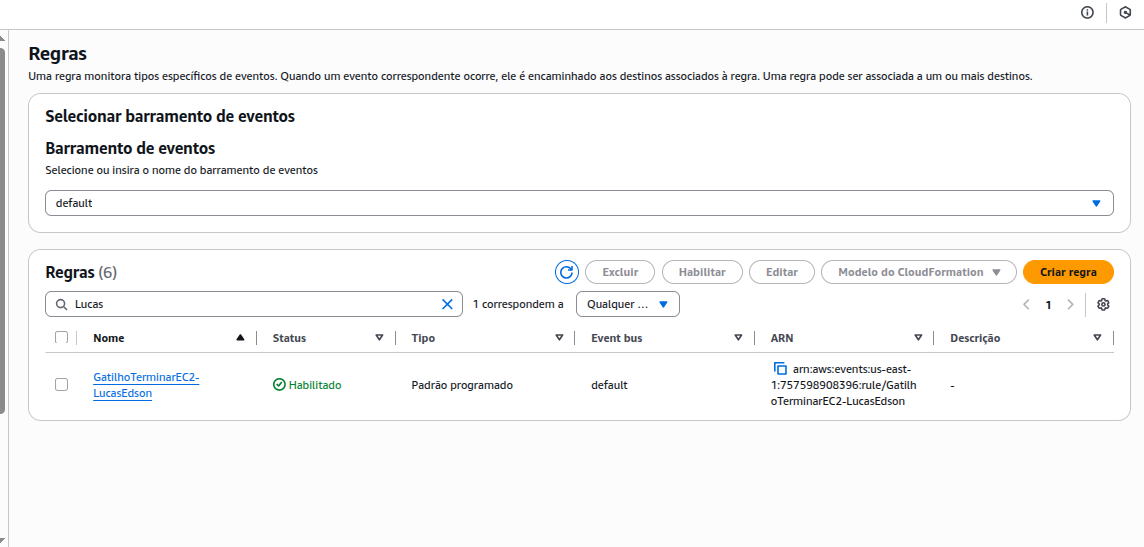 Regras
Uma regra monitora tipos específicos de eventos. Quando um evento correspondente ocorre, ele é encaminhado aos destinos associados à regra. Uma regra pode ser associada a um ou mais destinos.
Selecionar barramento de eventos
Barramento de eventos
Selecione ou insira o nome do barramento de eventos
default
Regras (6)
Excluir
Habilitar
Editar
Modelo do CloudFormation
Criar regra
Lucas
1 correspondem a
Qualquer ...
1
Nome
Status
Tipo
Event bus
ARN
Descrição
GatilhoTerminarEC2-
LucasEdson
Habilitado
Padrão programado
default
arn:aws:events:us-east-
1:757598908396:rule/Gatilh
oTerminarEC2-LucasEdson
-